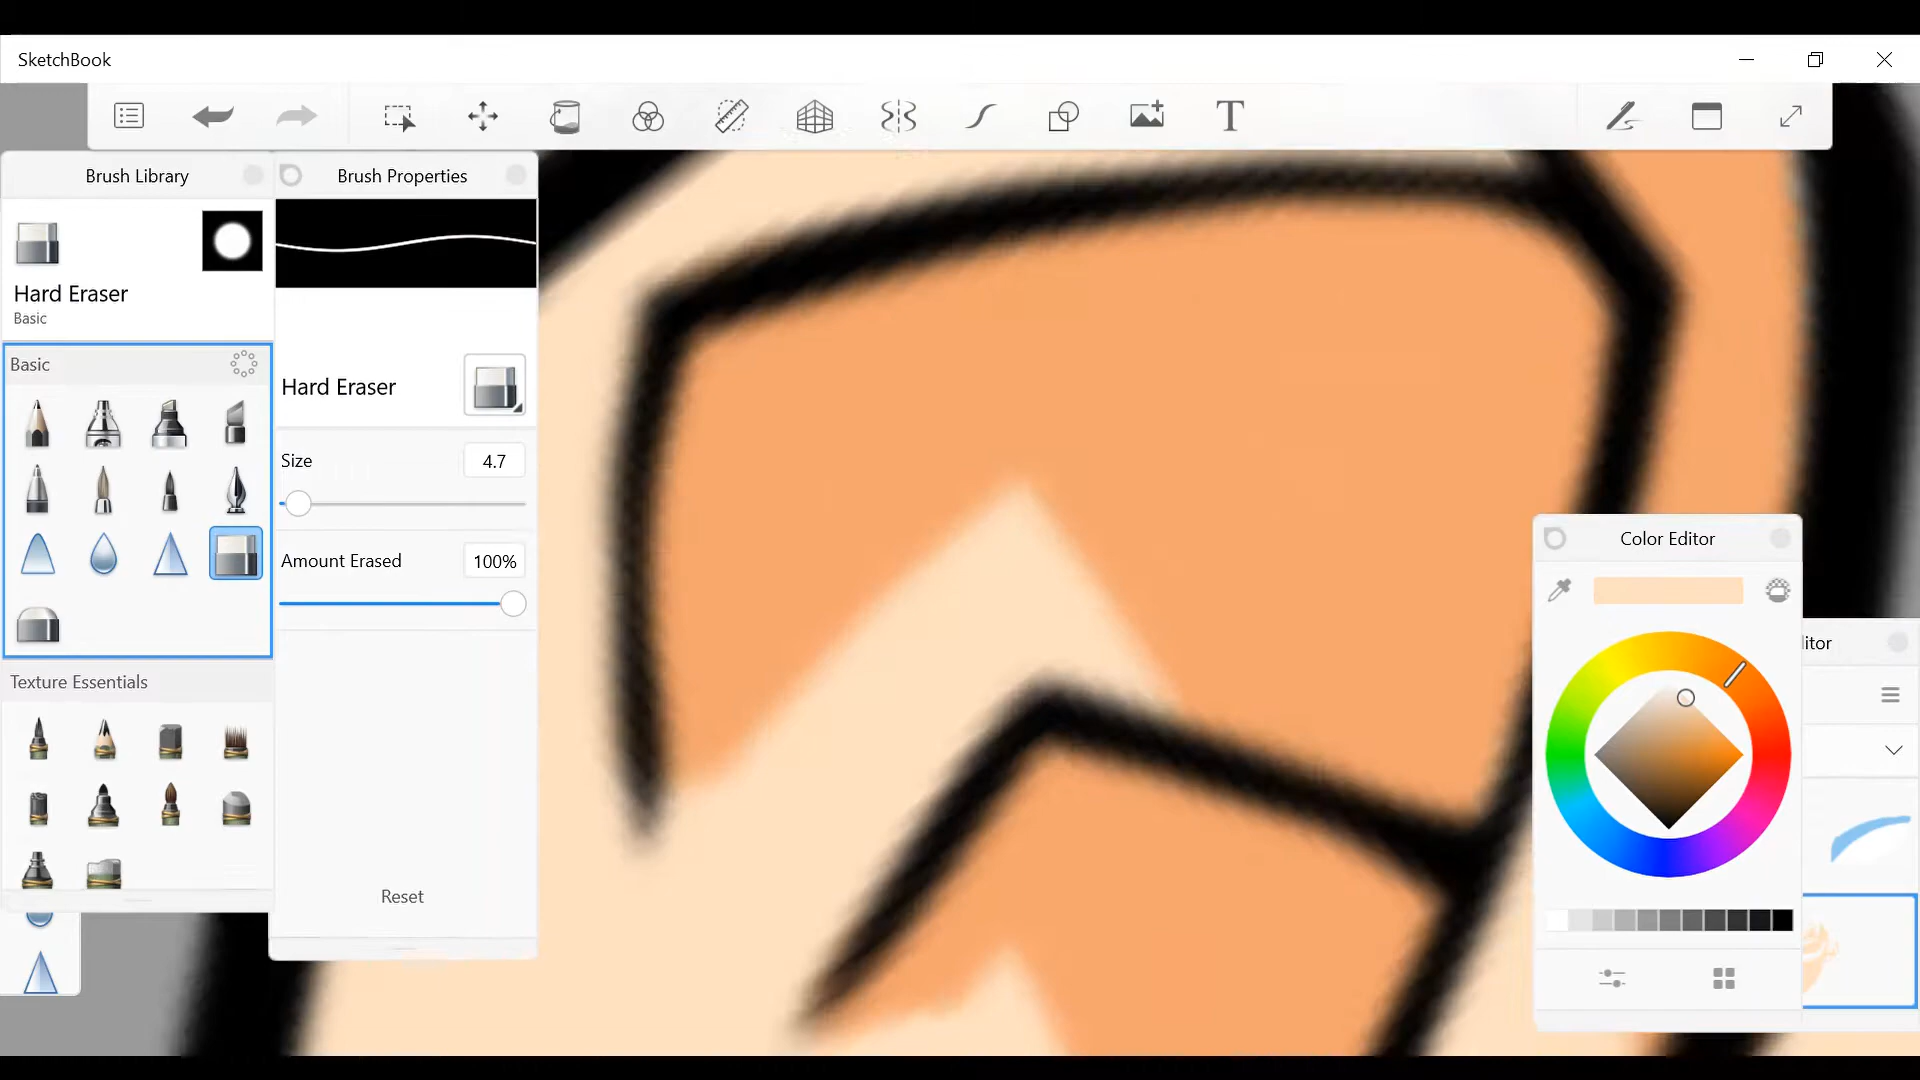 SketchBook
T
Brush Library
Brush Properties
Hard Eraser
Basic
Basic
Hard Eraser
Size
4.7
Amount Erased
100%
Color Editor
itor
Texture Essentials
Reset